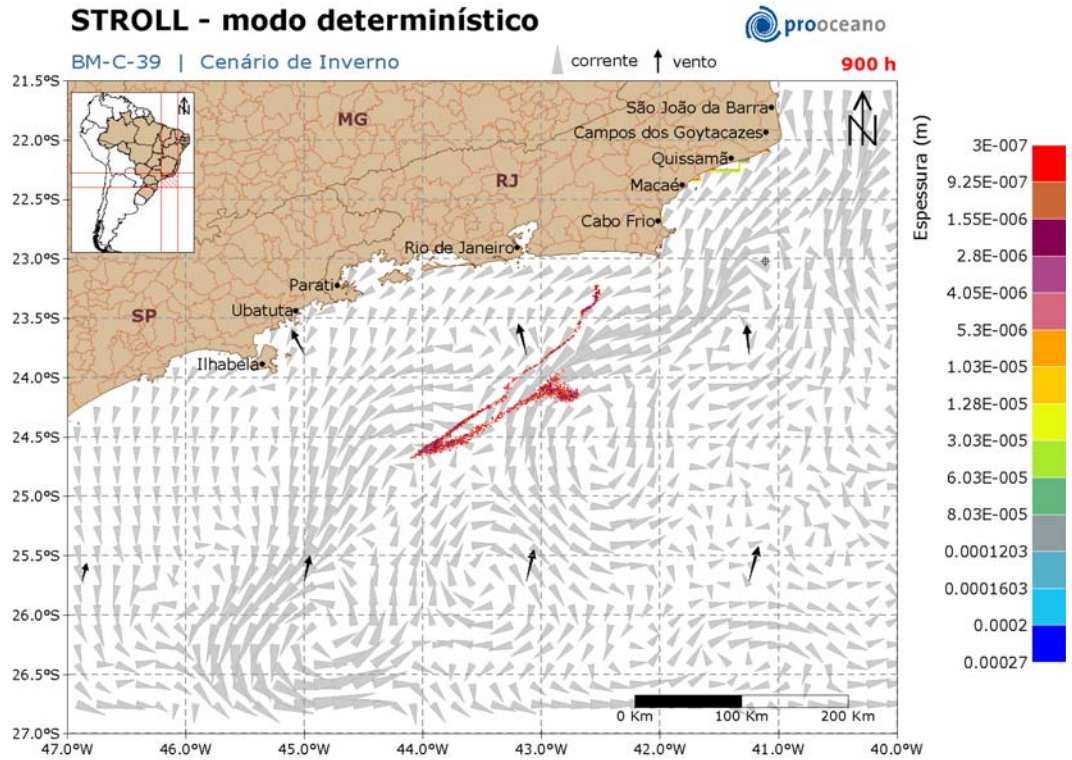 STROLL - modo determinístico
prooceano
BM-C-39 | Cenário de Inverno
corrente
vento
900 h
21.5°S
22.0°S
22.5°S
23.0°S
23.5°S
24.0°S
24.5°S
25.0°S
25.5°S
26.0°S
26.5°S
27.0°S
N
N
MG
RJ
SP
São João da Barra
Campos dos Goytacazes
Quissamã
Macaé
Cabo Frio
Rio de Janeiro
Parati
Ubatuta
Ilhabela
0 Km
100 Km
200 Km
47.0°W
46.0°W
45.0°W
44.0°W
43.0°W
42.0°W
41.0°W
40.0°W
Espessura (m)
3E-007
9.25E-007
1.55E-006
2.8E-006
4.05E-006
5.3E-006
1.03E-005
1.28E-005
3.03E-005
6.03E-005
8.03E-005
0.0001203
0.0001603
0.0002
0.00027